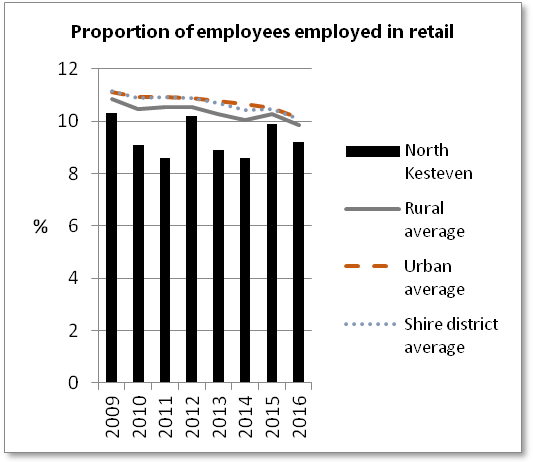 Proportion of employees employed in retail
12
10
8
6
4
2
0
%
2009
2010
2011
2012
2013
2014
2015
2016
North
Kesteven
Rural
average
Urban
average
Shire district
average